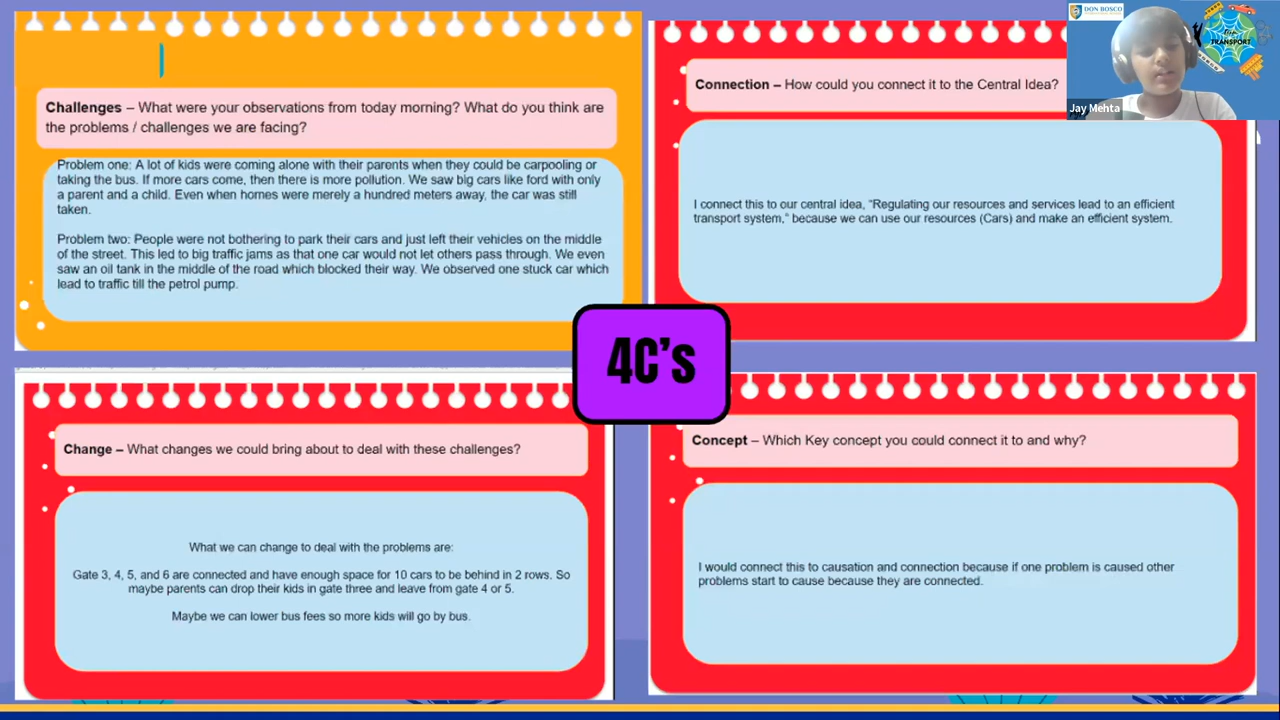 Challenges – What were your observations from today morning? What do you think are
the problems / challenges we are facing?
Problem one: A lot of kids were coming alone with their parents when they could be carpooling or
taking the bus. If more cars come, then there is more pollution. We saw big cars like ford with only
a parent and a child. Even when homes were merely a hundred meters away, the car was still
taken.
Problem two: People were not bothering to park their cars and just left their vehicles on the middle
of the street. This led to big traffic jams as that one car would not let others pass through. We even
saw an oil tank in the middle of the road which blocked their way. We observed one stuck car which
lead to traffic till the petrol pump.
Connection – How could you connect it to the Central Idea?
I connect this to our central idea, “Regulating our resources and services lead to an efficient
transport system,” because we can use our resources (Cars) and make an efficient system.
DON BOSCO
TRANSPORT
Jay Mehta
4C's
Change – What changes we could bring about to deal with these challenges?
What we can change to deal with the problems are:
Gate 3, 4, 5, and 6 are connected and have enough space for 10 cars to be behind in 2 rows. So
maybe parents can drop their kids in gate three and leave from gate 4 or 5.
Maybe we can lower bus fees so more kids will go by bus.
Concept – Which Key concept you could connect it to and why?
I would connect this to causation and connection because if one problem is caused other
problems start to cause because they are connected.